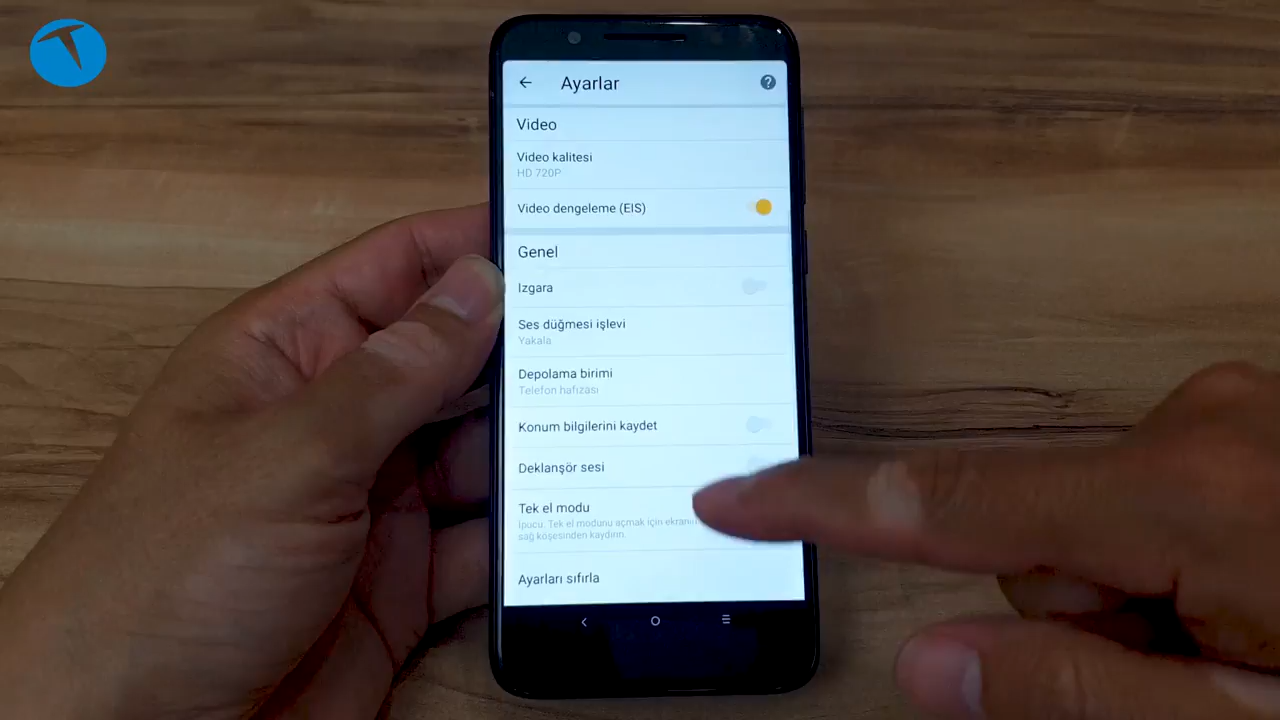 Ayarlar
Video
Video kalitesi
HD 720P
Video dengeleme (EIS)
Genel
Izgara
Ses düğmesi işlevi
Yakala
Depolama birimi
Telefon hafızası
Konum bilgilerini kaydet
Deklanşör sesi
Tek el modu
İpucu. Tek el modunu açmak için ekranın
sağ köşesinden kaydırın.
Ayarları sıfırla